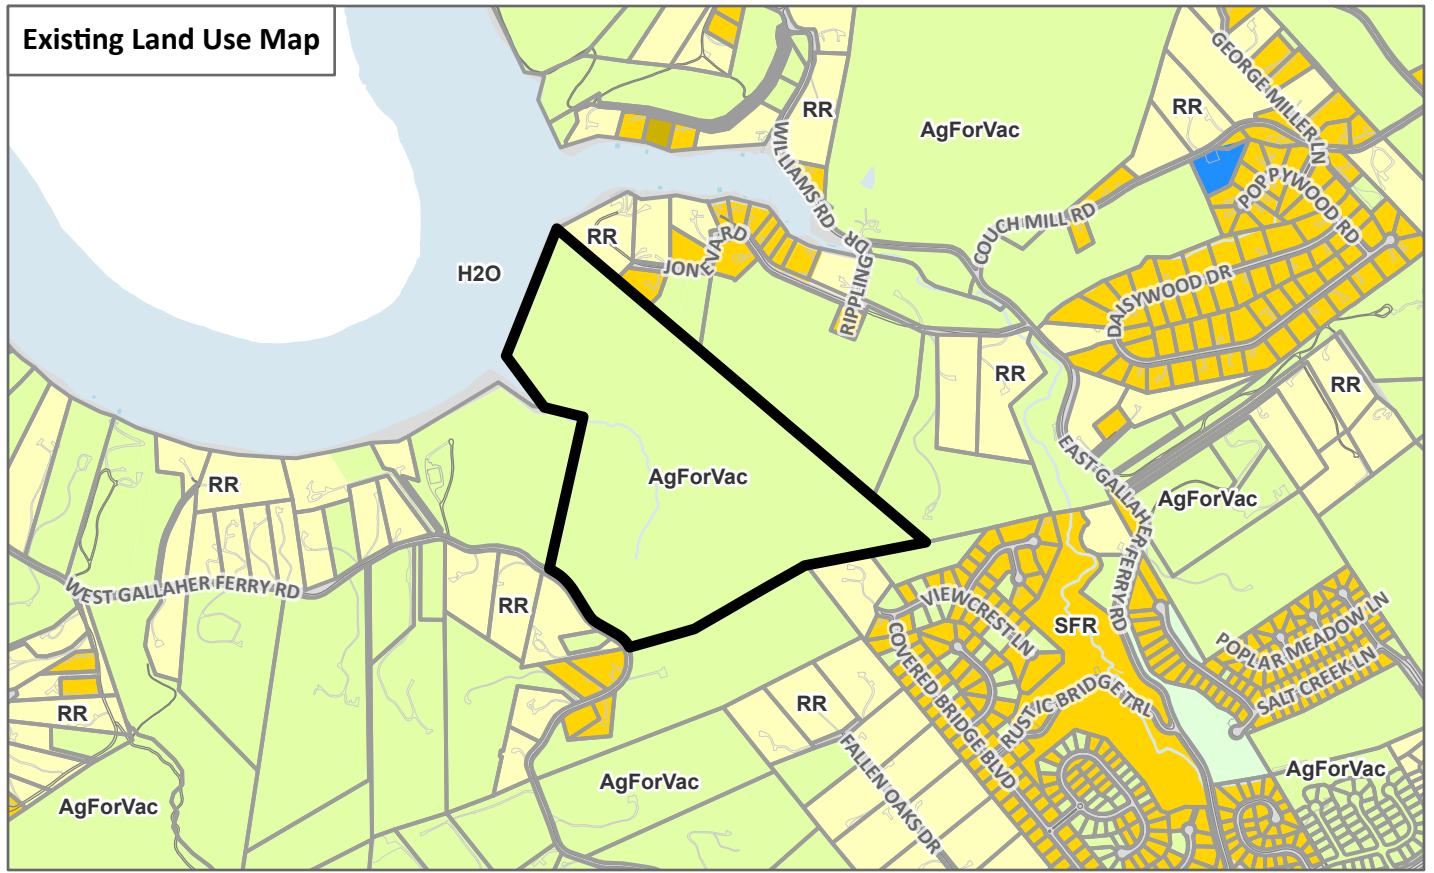 Existing Land Use Map
GEORGE MILLER LN
RR
RR
AgForVac
WILLIAMS RD
POPPYWOOD RD
COUCH MILL RD
RR
JON EVA RD
H2O
RIPPLING DR
DAISYWOOD DR
RR
RR
EAST GALLAHER FERRY RD
AgForVac
RR
AgForVac
WEST GALLAHER FERRY RD
RR
VIEWCREST LN
SFR
POPLAR MEADOW LN
COVERED BRIDGE BLVD
SALT CREEK LN
RUSTIC BRIDGE TRL
RR
RR
FALLEN OAKS DR
AgForVac
AgForVac
AgForVac